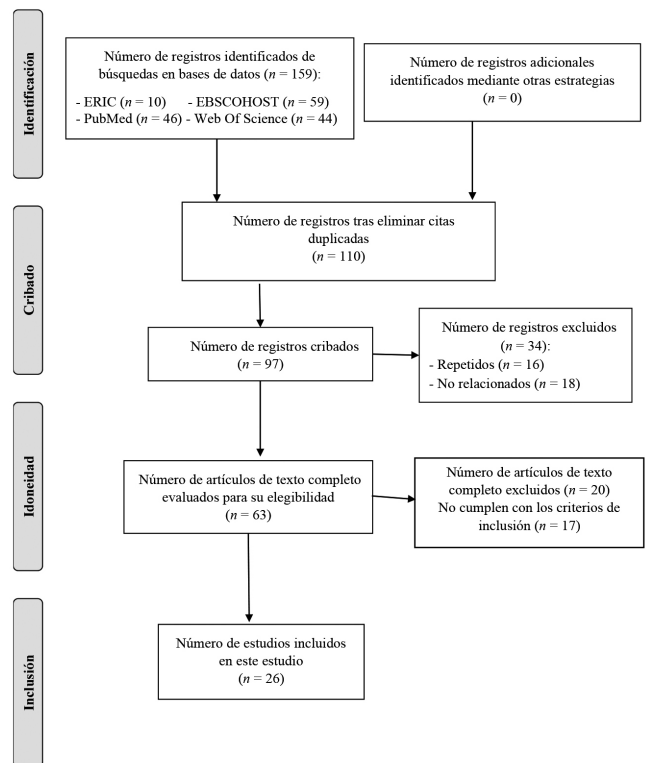 Identificación
Número de registros identificados de
búsquedas en bases de datos (n = 159):
- ERIC (n = 10) - EBSCOHOST (n = 59)
- PubMed (n = 46) - Web Of Science (n = 44)
Número de registros adicionales
identificados mediante otras estrategias
(n = 0)
Número de registros tras eliminar citas
duplicadas
(n = 110)
Cribado
Número de registros cribados
(n = 97)
Número de registros excluidos
(n = 34):
- Repetidos (n = 16)
- No relacionados (n = 18)
Idoneidad
Número de artículos de texto completo
evaluados para su elegibilidad
(n = 63)
Número de artículos de texto
completo excluidos (n = 20)
No cumplen con los criterios de
inclusión (n = 17)
Inclusión
Número de estudios incluidos
en este estudio
(n = 26)